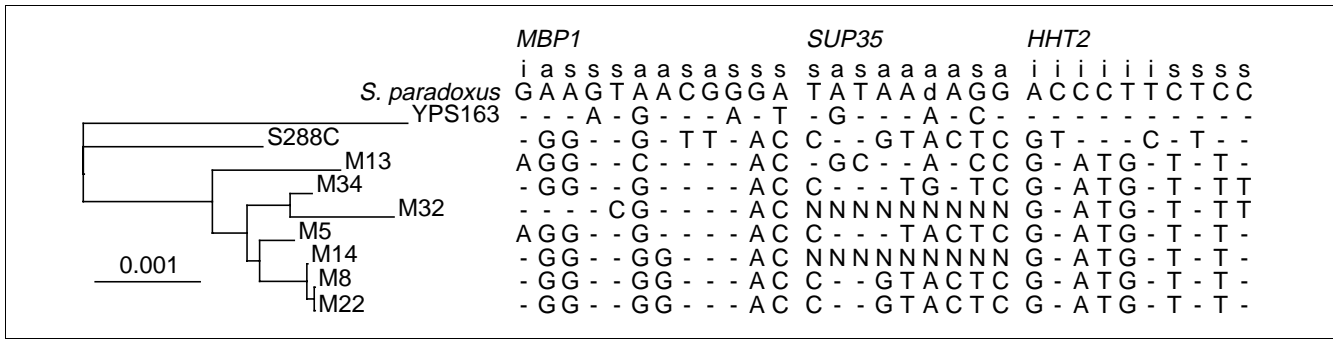 MBP1 SUP35 HHT2
i a s s s a a s a s s s s a s a a a a s a i i i i i i s s s s
S. paradoxus G A A G T A A C G G G A T A T A A d A G G A C C C T T C T C C
YPS163 - - - A - G - - - A - T - G - - - A - C - - - - - - - - - - -
S288C - G G - - G - T T - A C C - - G T A C T C G T - - - C - T - -
M13 A G G - - C - - - - A C - G C - - A - C C G - A T G - T - T -
M34 - G G - - G - - - - A C C - - - T G - T C G - A T G - T - T T
M32 - - - - C G - - - - A C N N N N N N N N N G - A T G - T - T T
M5 A G G - - G - - - - A C C - - - T A C T C G - A T G - T - T -
M14 - G G - - G G - - - A C N N N N N N N N N G - A T G - T - T -
M8 - G G - - G G - - - A C C - - G T A C T C G - A T G - T - T -
M22 - G G - - G G - - - A C C - - G T A C T C G - A T G - T - T -
0.001